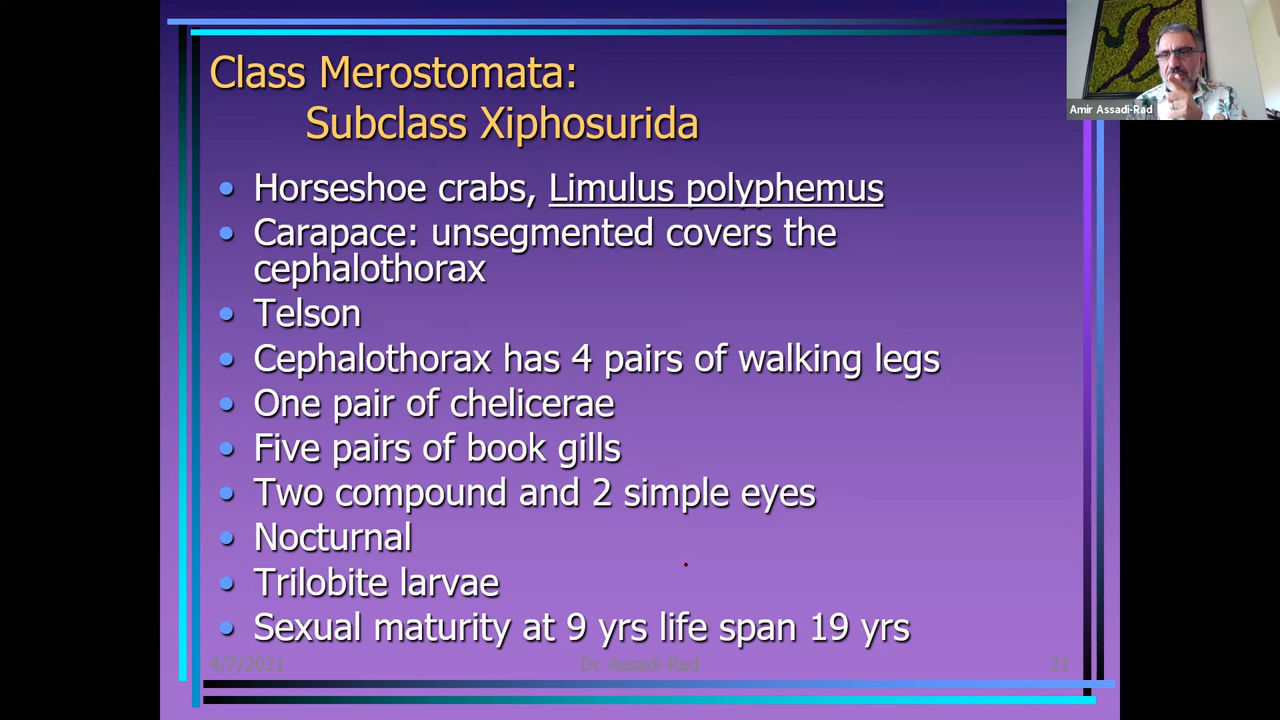 Class Merostomata:
Subclass Xiphosurida
Amir Assadi-Rad
• Horseshoe crabs, Limulus polyphemus
• Carapace: unsegmented covers the
cephalothorax
• Telson
• Cephalothorax has 4 pairs of walking legs
• One pair of chelicerae
• Five pairs of book gills
• Two compound and 2 simple eyes
• Nocturnal
• Trilobite larvae
• Sexual maturity at 9 yrs life span 19 yrs
4/7/2021 Dr. Assadi-Rad 21